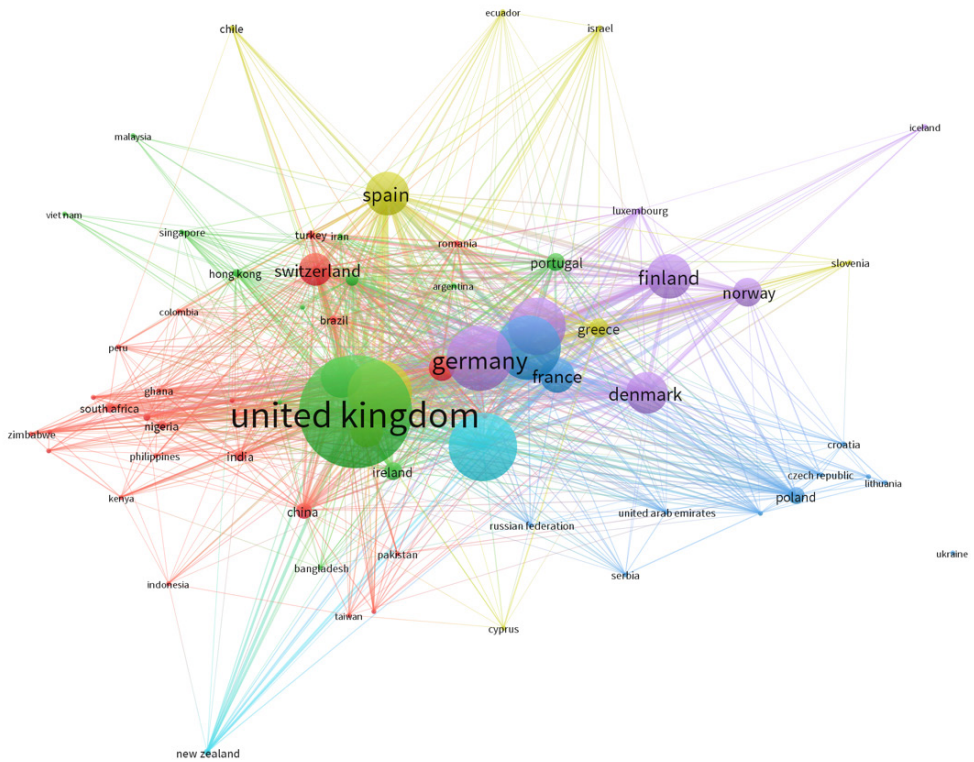 ecuador
chile
israel
iceland
malaysia
spain
luxembourg
viet nam
singapore
turkey
iran
romania
portugal
slovenia
hong kong
switzerland
finland
argentina
norway
colombia
brazil
greece
peru
germany
france
ghana
denmark
south africa
united kingdom
nigeria
zimbabwe
croatia
philippines
india
ireland
czech republic
lithuania
kenya
poland
china
united arab emirates
russian federation
pakistan
ukraine
bangladesh
serbia
indonesia
taiwan
cyprus
new zealand